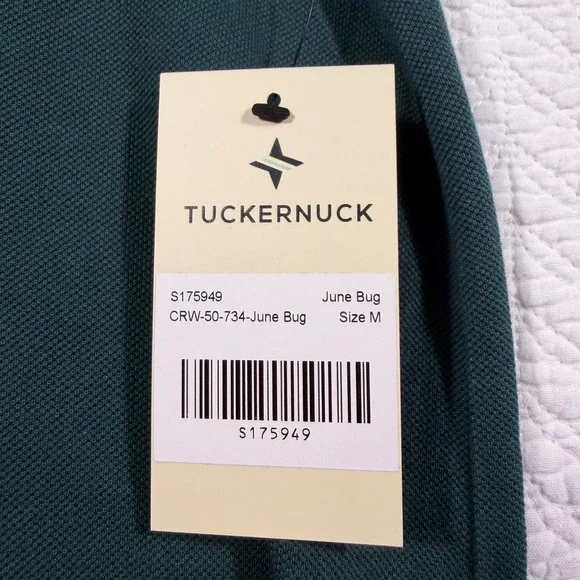 TUCKERNUCK
S175949 June Bug
CRW-50-734-June Bug Size M
S175949